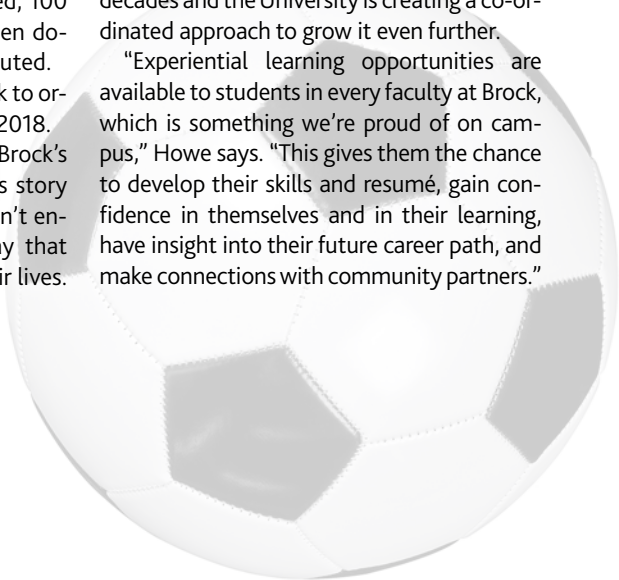 ed, 100
en do-
uted.
k to or-
2018.
Brock's
s story
n't en-
y that
ir lives.
decades and the University is creating a co-or-
dinated approach to grow it even further.
“Experiential learning opportunities are
available to students in every faculty at Brock,
which is something we’re proud of on cam-
pus,” Howe says. “This gives them the chance
to develop their skills and resumé, gain con-
fidence in themselves and in their learning,
have insight into their future career path, and
make connections with community partners.”